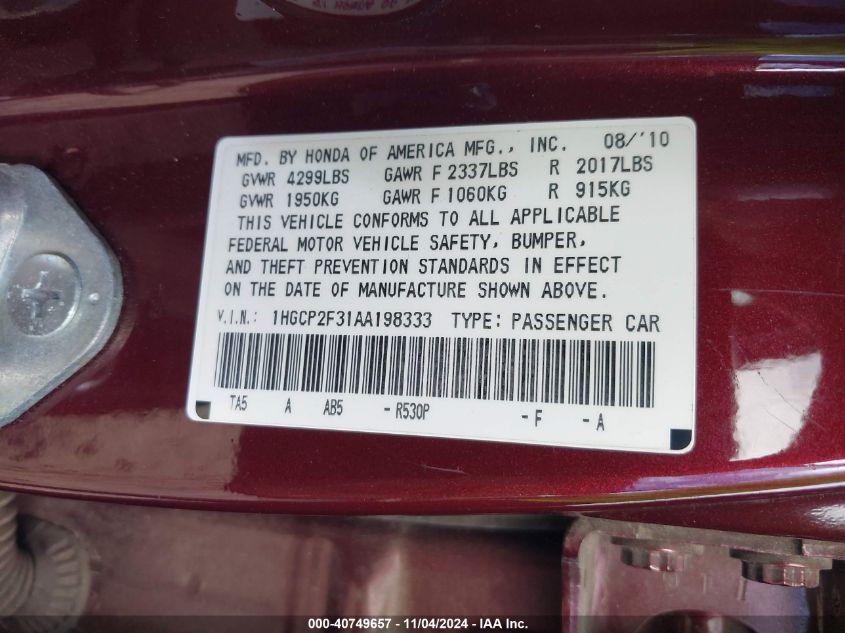 MFD. BY HONDA OF AMERICA MFG., INC. 08/'10
GVWR 4299LBS GAWR F 2337LBS R 2017LBS
GVWR 1950KG GAWR F 1060KG R 915KG
THIS VEHICLE CONFORMS TO ALL APPLICABLE
FEDERAL MOTOR VEHICLE SAFETY, BUMPER,
AND THEFT PREVENTION STANDARDS IN EFFECT
ON THE DATE OF MANUFACTURE SHOWN ABOVE.
V.I.N.: 1HGCP2F31AA198333 TYPE: PASSENGER CAR
TA5 A AB5 -R530P -F -A
000-40749657 - 11/04/2024 - IAA Inc.